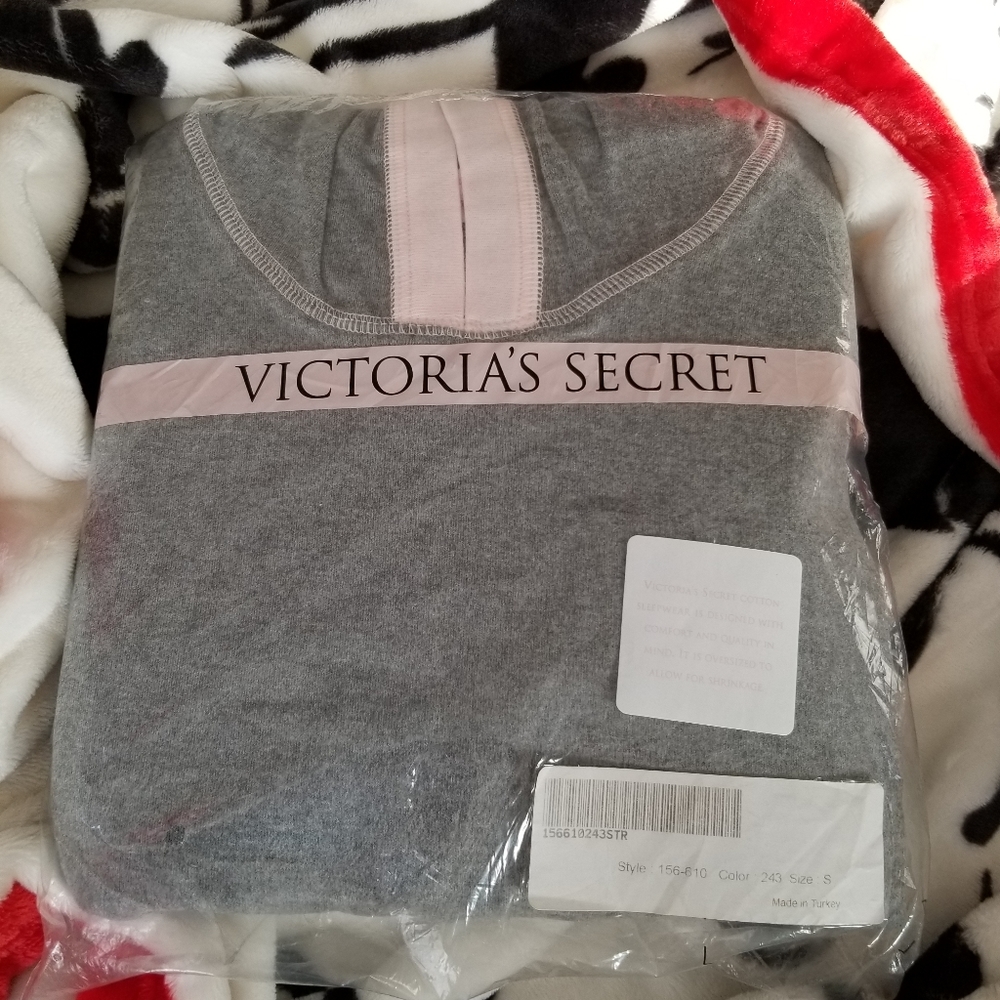 VICTORIA'S SECRET
VICTORIA'S SECRET COTTON
SLEEPWEAR IS DESIGNED WITH
COMFORT AND QUALITY IN
MIND. IT IS OVERSIZED TO
ALLOW FOR SHRINKAGE
156610243STR
Style 156-610 Color 243 Size S
Made in Turkey